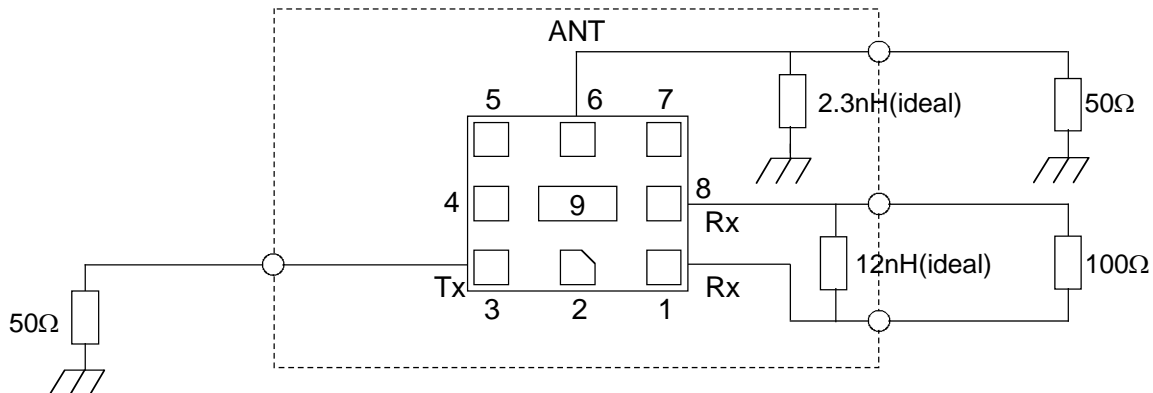 ANT
5 6 7
2.3nH(ideal)
50Ω
4 9 8
Rx
12nH(ideal)
100Ω
Tx
Rx
3 2 1
50Ω